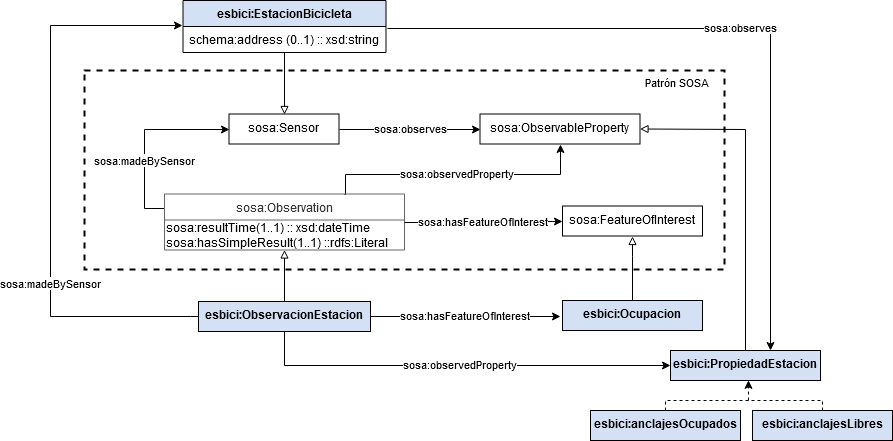 esbici:EstacionBicicleta
schema:address (0..1) :: xsd:string
sosa:observes
Patrón SOSA
sosa:Sensor
sosa:observes
sosa:ObservableProperty
sosa:madeBySensor
sosa:observedProperty
sosa:Observation
sosa:resultTime(1..1) :: xsd:dateTime
sosa:hasSimpleResult(1..1) ::rdfs:Literal
sosa:hasFeatureOfInterest
sosa:FeatureOfInterest
sosa:madeBySensor
esbici:ObservacionEstacion
sosa:hasFeatureOfInterest
esbici:Ocupacion
sosa:observedProperty
esbici:PropiedadEstacion
esbici:anclajesOcupados
esbici:anclajesLibres